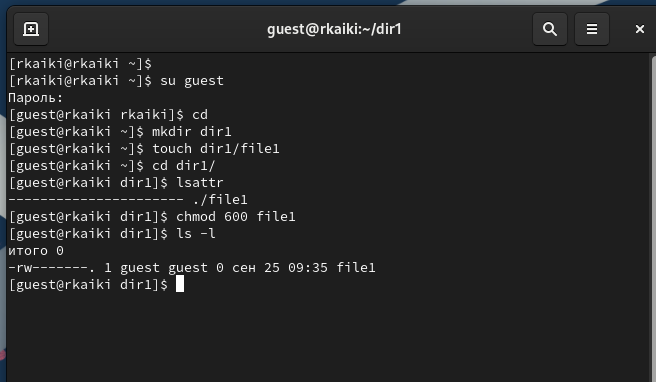 guest@rkaiki:~/dir1
[rkaiki@rkaiki ~]$
[rkaiki@rkaiki ~]$ su guest
Пароль:
[guest@rkaiki rkaiki]$ cd
[guest@rkaiki ~]$ mkdir dir1
[guest@rkaiki ~]$ touch dir1/file1
[guest@rkaiki ~]$ cd dir1/
[guest@rkaiki dir1]$ lsattr
---------------------- ./file1
[guest@rkaiki dir1]$ chmod 600 file1
[guest@rkaiki dir1]$ ls -l
итого 0
-rw-------. 1 guest guest 0 сен 25 09:35 file1
[guest@rkaiki dir1]$